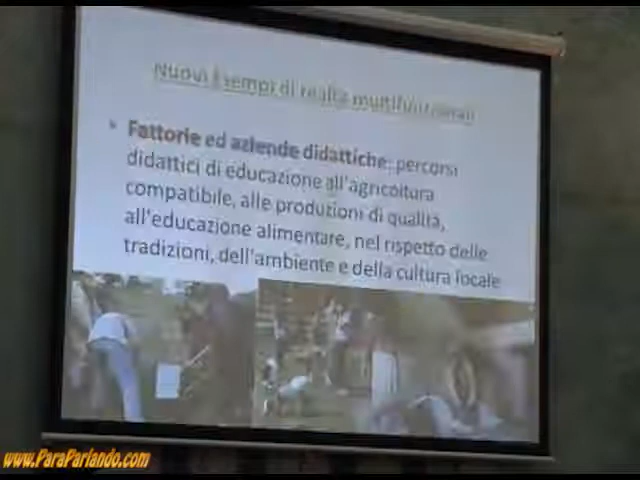 Nuovi Esempi di realtà multifunzionali
• Fattorie ed aziende didattiche: percorsi
didattici di educazione all'agricoltura
compatibile, alle produzioni di qualità,
all'educazione alimentare, nel rispetto delle
tradizioni, dell'ambiente e della cultura locale
www.ParaParlando.com